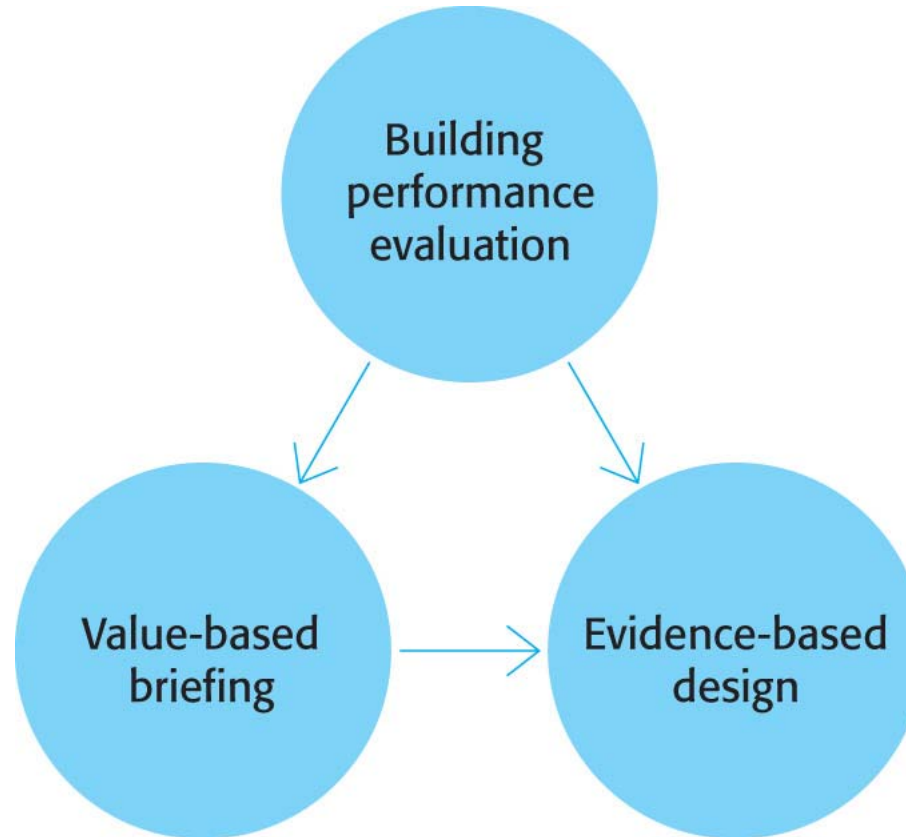 Building
performance
evaluation
Value-based
briefing
Evidence-based
design